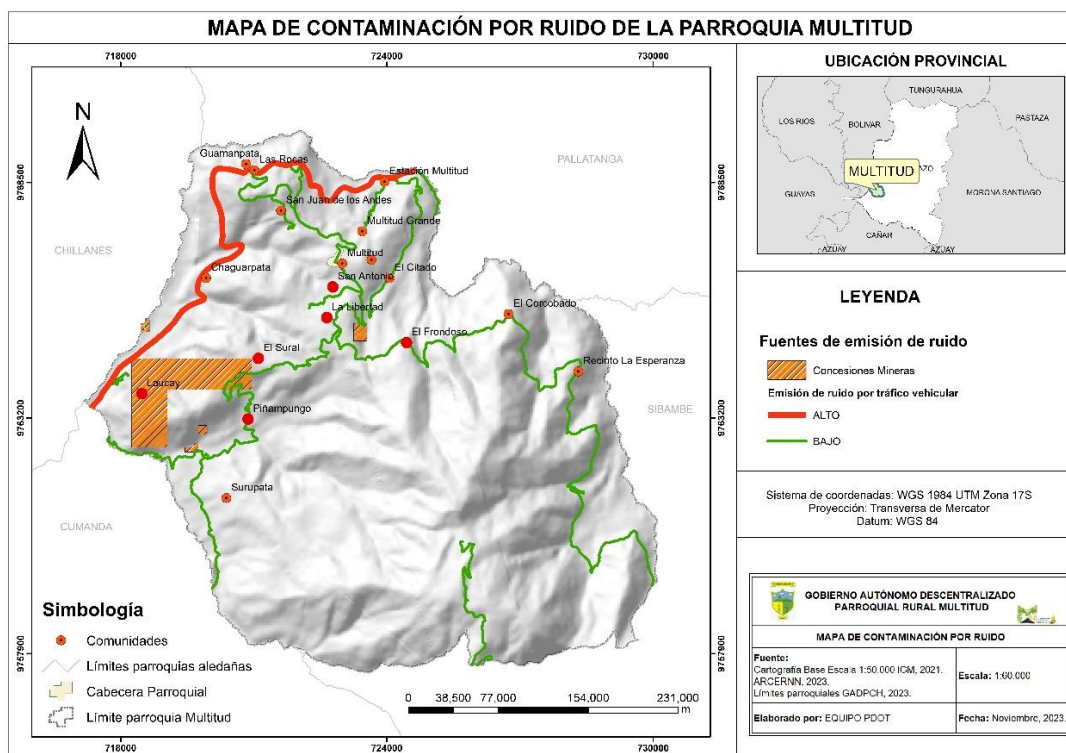 MAPA DE CONTAMINACIÓN POR RUIDO DE LA PARROQUIA MULTITUD
718000
724000
730000
N
9768500
9768500
9763200
9763200
9757900
9757900
PALLATANGA
CHILLANES
SIBAMBE
CUMANDA
Guamanpata
Las Rocas
Estación Multitud
San Juan de los Andes
Multitud Grande
Multitud
El Citado
Chaguarpata
San Antonio
La Libertad
El Corcobado
El Frondoso
El Sural
Recinto La Esperanza
Laucay
Piñampungo
Surupata
Simbología
Comunidades
Límites parroquias aledañas
Cabecera Parroquial
Límite parroquia Multitud
0 38,500 77,000 154,000 231,000
m
718000
724000
730000
UBICACIÓN PROVINCIAL
TUNGURAHUA
LOS RIOS
BOLIVAR
PASTAZA
MULTITUD
AZO
GUAYAS
MORONA SANTIAGO
CAÑAR
AZUAY
AZUAY
LEYENDA
Fuentes de emisión de ruido
Concesiones Mineras
Emisión de ruido por tráfico vehicular
ALTO
BAJO
Sistema de coordenadas: WGS 1984 UTM Zona 17S
Proyección: Transversa de Mercator
Datum: WGS 84
GOBIERNO AUTÓNOMO DESCENTRALIZADO
PARROQUIAL RURAL MULTITUD
MAPA DE CONTAMINACIÓN POR RUIDO
Fuente:
Cartografía Base Escala 1:50.000 IGM, 2021.
ARCERNN, 2023.
Límites parroquiales GADPCH, 2023.
Escala: 1:60.000
Elaborado por: EQUIPO PDOT
Fecha: Noviembre, 2023.